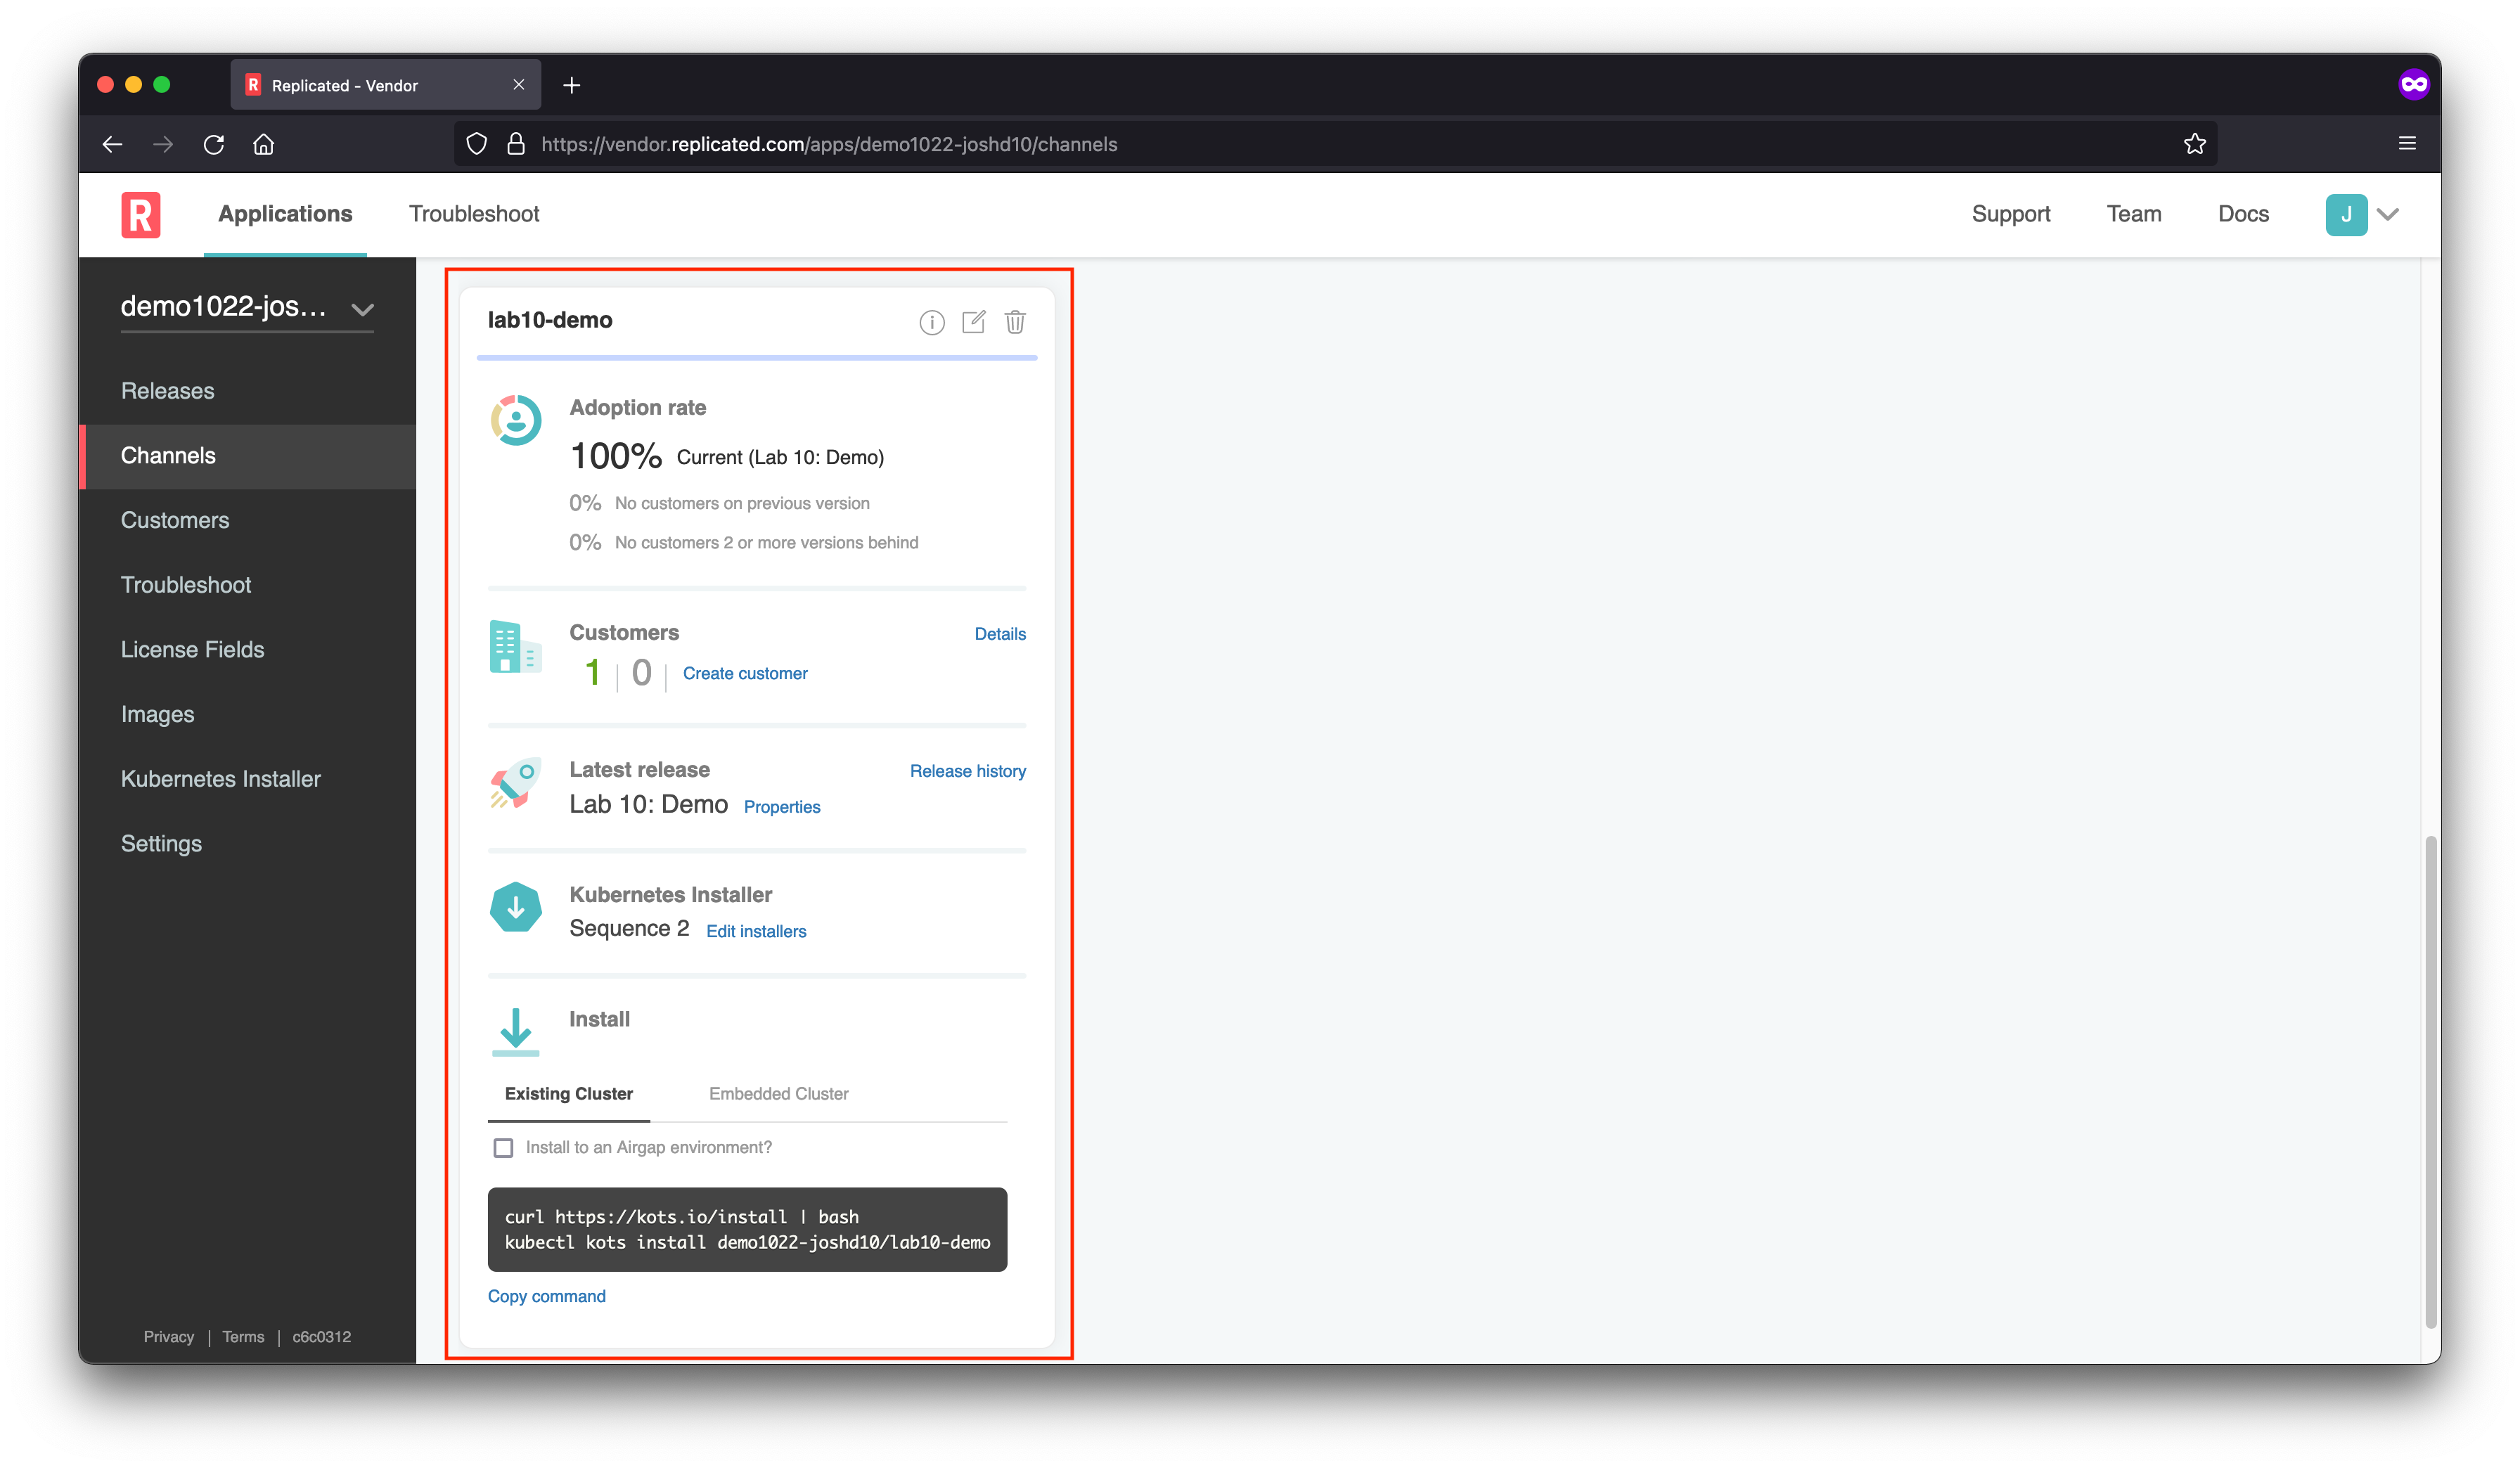 R Replicated - Vendor
https://vendor.replicated.com/apps/demo1022-joshd10/channels
R Applications Troubleshoot Support Team Docs J
demo1022-jos...
Releases
Channels
Customers
Troubleshoot
License Fields
Images
Kubernetes Installer
Settings
Privacy | Terms | c6c0312
lab10-demo
Adoption rate
100% Current (Lab 10: Demo)
0% No customers on previous version
0% No customers 2 or more versions behind
Customers Details
1 | 0 | Create customer
Latest release Release history
Lab 10: Demo Properties
Kubernetes Installer
Sequence 2 Edit installers
Install
Existing Cluster Embedded Cluster
Install to an Airgap environment?
curl https://kots.io/install | bash
kubectl kots install demo1022-joshd10/lab10-demo
Copy command